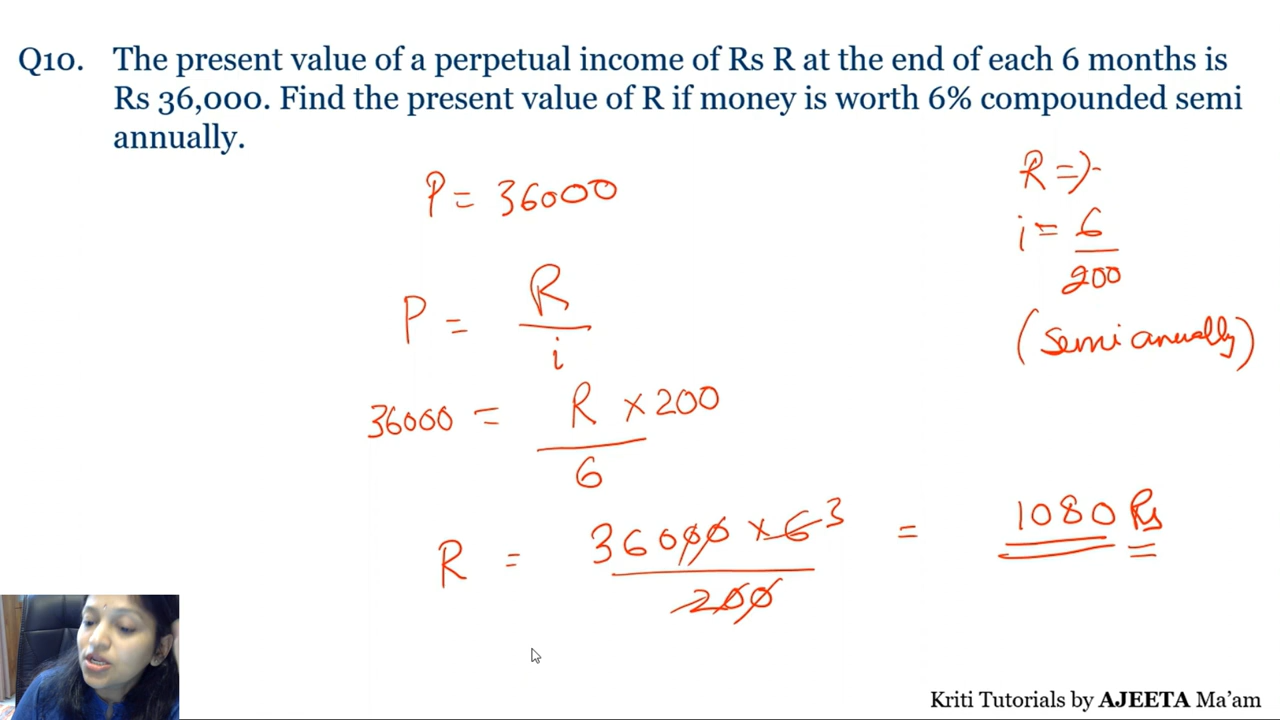 Q10. The present value of a perpetual income of Rs R at the end of each 6 months is
Rs 36,000. Find the present value of R if money is worth 6% compounded semi
annually.
P = 36000
R =>
i = 6/200
(Semi anually)
P = R/i
36000 = R × 200/6
R = 36000 × 6 3/200 = 1080 Rs
Kriti Tutorials by AJEETA Ma'am